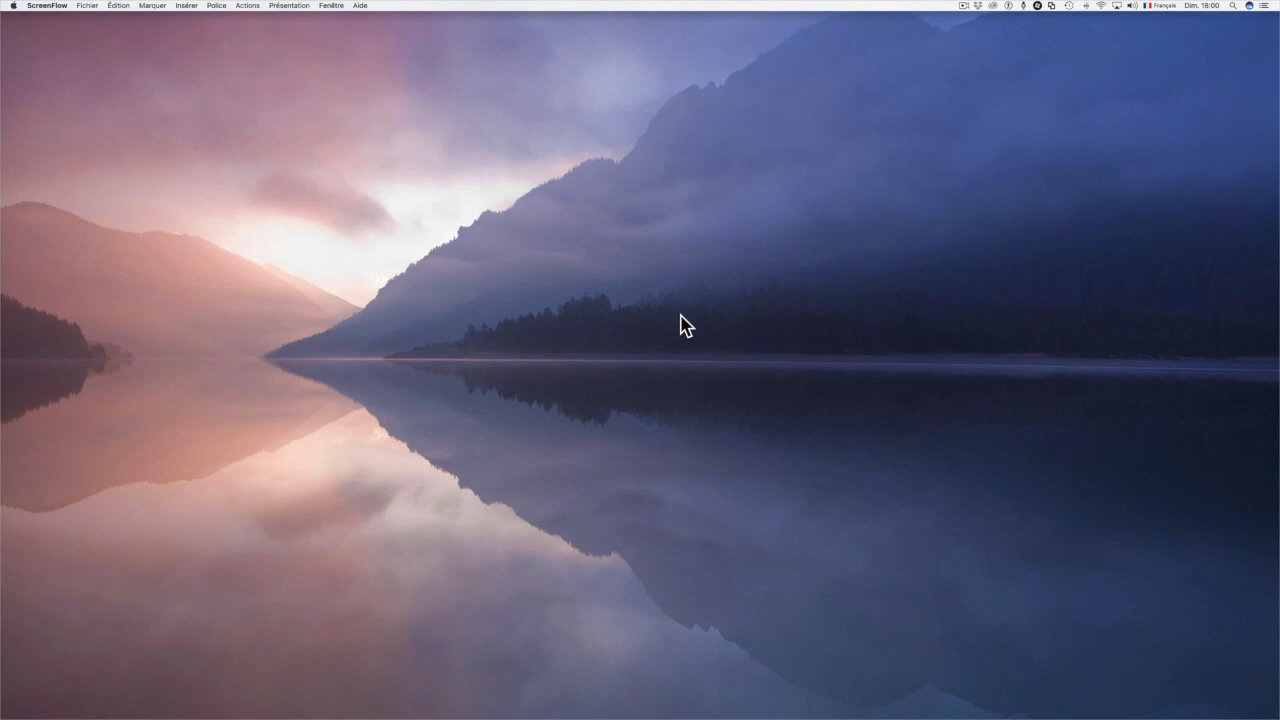 ScreenFlow Fichier Édition Marquer Insérer Police Actions Présentation Fenêtre Aide Français Dim. 18:00